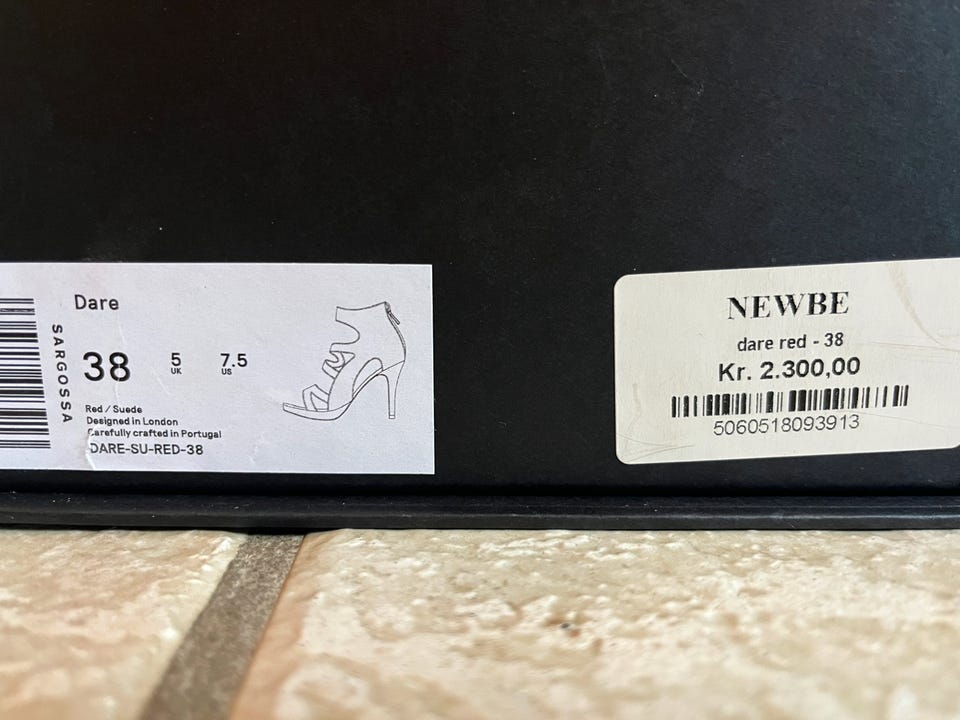 Dare
SARGOSSA
38 5 7.5
UK US
Red / Suede
Designed in London
Carefully crafted in Portugal
DARE-SU-RED-38
NEWBE
dare red - 38
Kr. 2.300,00
5060518093913